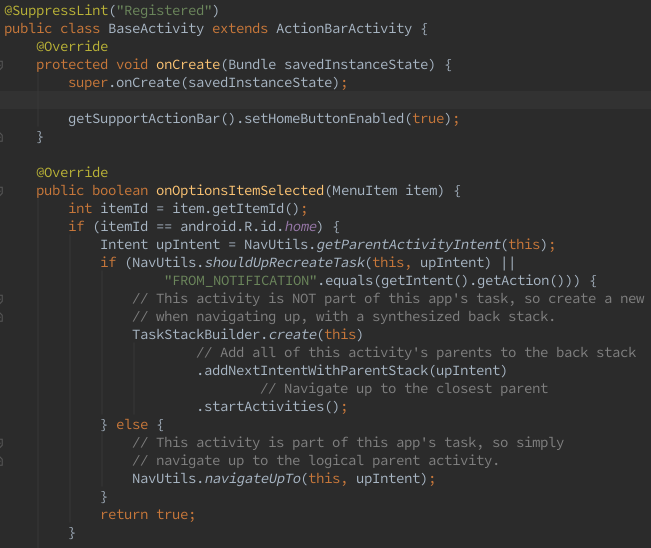 @SuppressLint("Registered")
public class BaseActivity extends ActionBarActivity {
    @Override
    protected void onCreate(Bundle savedInstanceState) {
        super.onCreate(savedInstanceState);

        getSupportActionBar().setHomeButtonEnabled(true);
    }

    @Override
    public boolean onOptionsItemSelected(MenuItem item) {
        int itemId = item.getItemId();
        if (itemId == android.R.id.home) {
            Intent upIntent = NavUtils.getParentActivityIntent(this);
            if (NavUtils.shouldUpRecreateTask(this, upIntent) ||
                    "FROM_NOTIFICATION".equals(getIntent().getAction())) {
                // This activity is NOT part of this app's task, so create a new
                // when navigating up, with a synthesized back stack.
                TaskStackBuilder.create(this)
                        // Add all of this activity's parents to the back stack
                        .addNextIntentWithParentStack(upIntent)
                                // Navigate up to the closest parent
                        .startActivities();
            } else {
                // This activity is part of this app's task, so simply
                // navigate up to the logical parent activity.
                NavUtils.navigateUpTo(this, upIntent);
            }
            return true;
        }